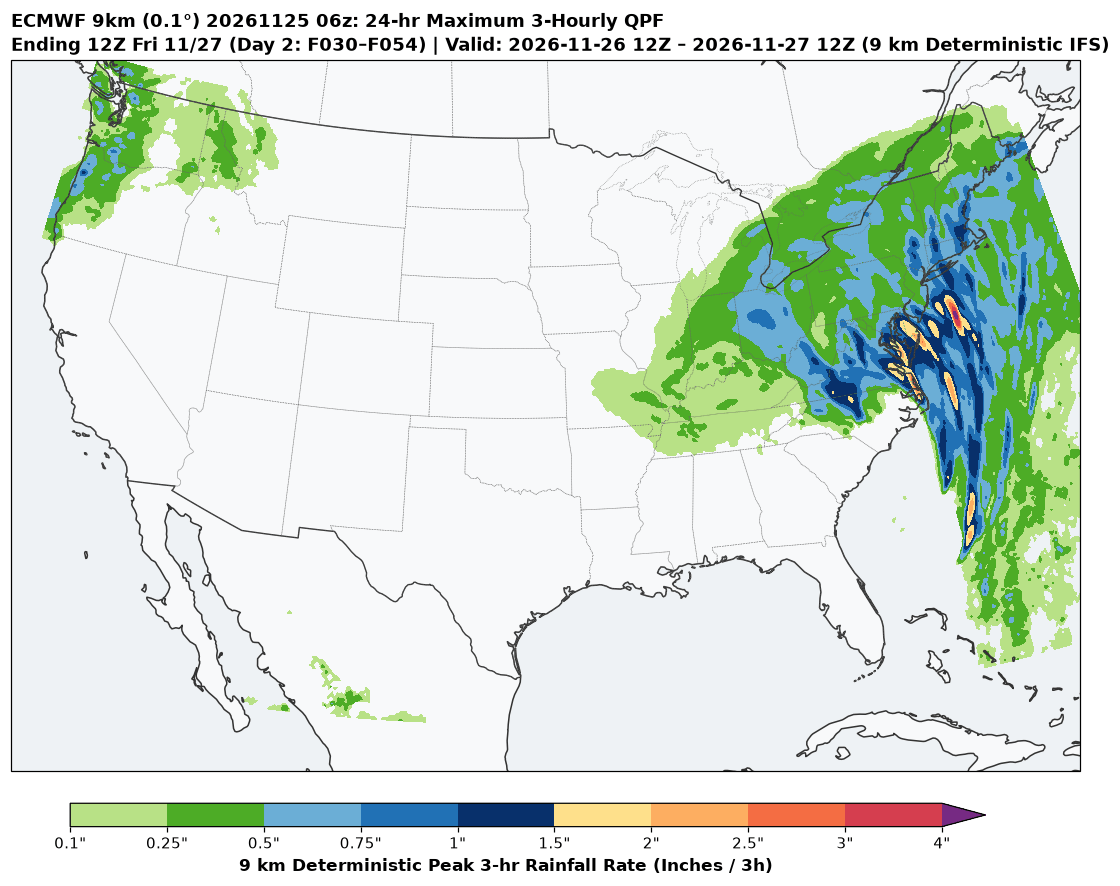 ECMWF 9km (0.1°) 20261125 06z: 24-hr Maximum 3-Hourly QPF
Ending 12Z Fri 11/27 (Day 2: F030–F054) | Valid: 2026-11-26 12Z – 2026-11-27 12Z (9 km Deterministic IFS)
0.1" 0.25" 0.5" 0.75" 1" 1.5" 2" 2.5" 3" 4"
9 km Deterministic Peak 3-hr Rainfall Rate (Inches / 3h)